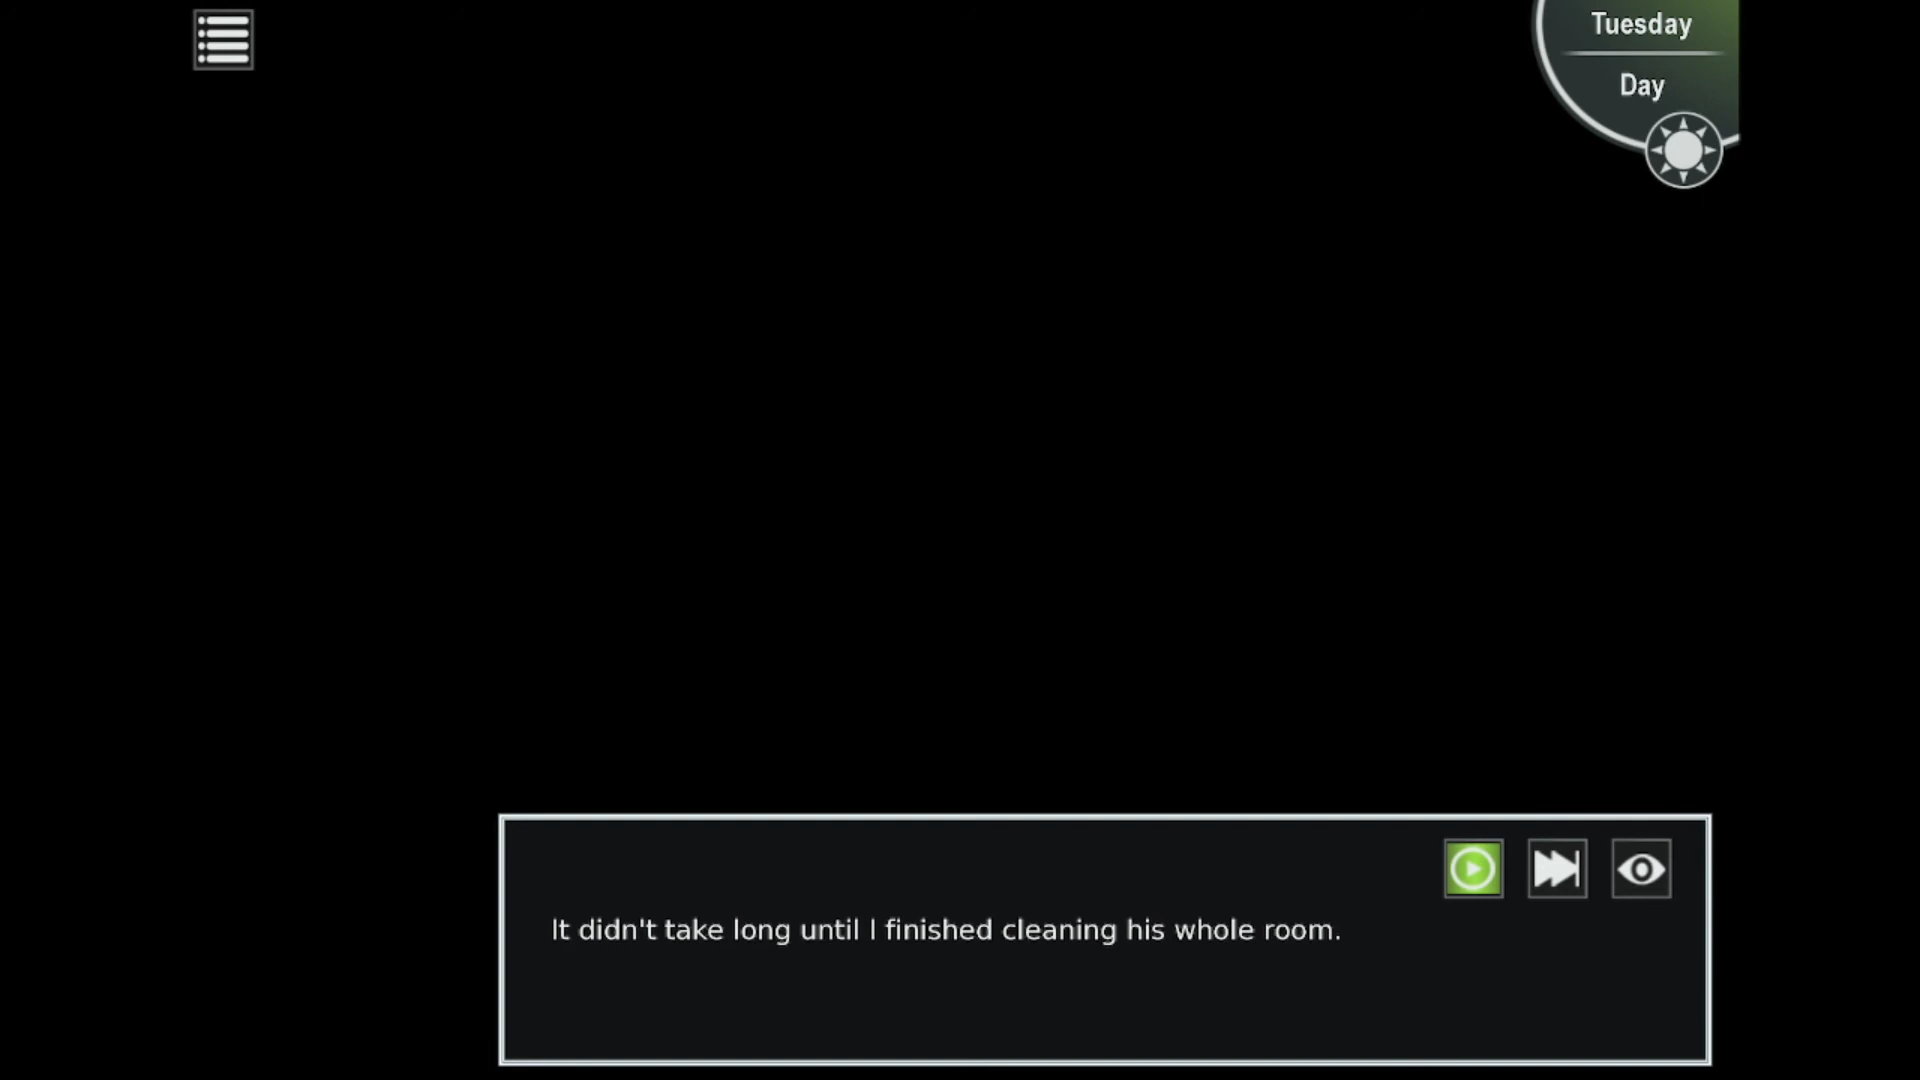 Tuesday
Day
It didn't take long until I finished cleaning his whole room.